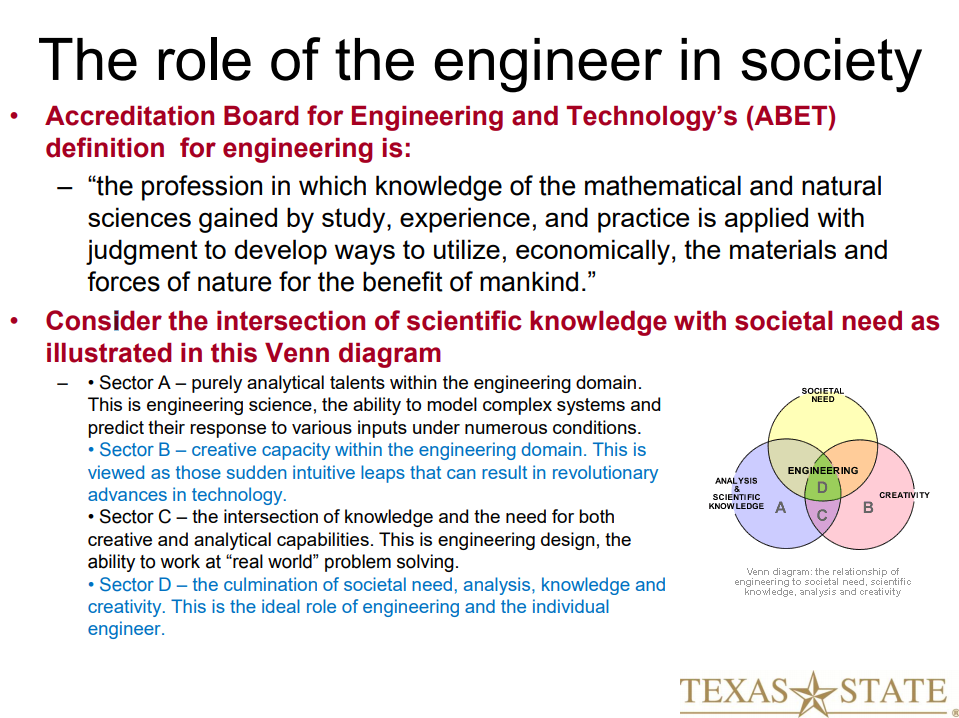 The role of the engineer in society
• Accreditation Board for Engineering and Technology’s (ABET)
definition  for engineering is:
– “the profession in which knowledge of the mathematical and natural
sciences gained by study, experience, and practice is applied with
judgment to develop ways to utilize, economically, the materials and
forces of nature for the benefit of mankind.”
• Consider the intersection of scientific knowledge with societal need as
illustrated in this Venn diagram
– • Sector A – purely analytical talents within the engineering domain.
This is engineering science, the ability to model complex systems and
predict their response to various inputs under numerous conditions.
• Sector B – creative capacity within the engineering domain. This is
viewed as those sudden intuitive leaps that can result in revolutionary
advances in technology.
• Sector C – the intersection of knowledge and the need for both
creative and analytical capabilities. This is engineering design, the
ability to work at “real world” problem solving.
• Sector D – the culmination of societal need, analysis, knowledge and
creativity. This is the ideal role of engineering and the individual
engineer.
SOCIETAL
NEED
ENGINEERING
ANALYSIS
&
SCIENTIFIC
KNOWLEDGE
CREATIVITY
D
A
B
C
Venn diagram: the relationship of
engineering to societal need, scientific
knowledge, analysis and creativity
TEXAS STATE
®